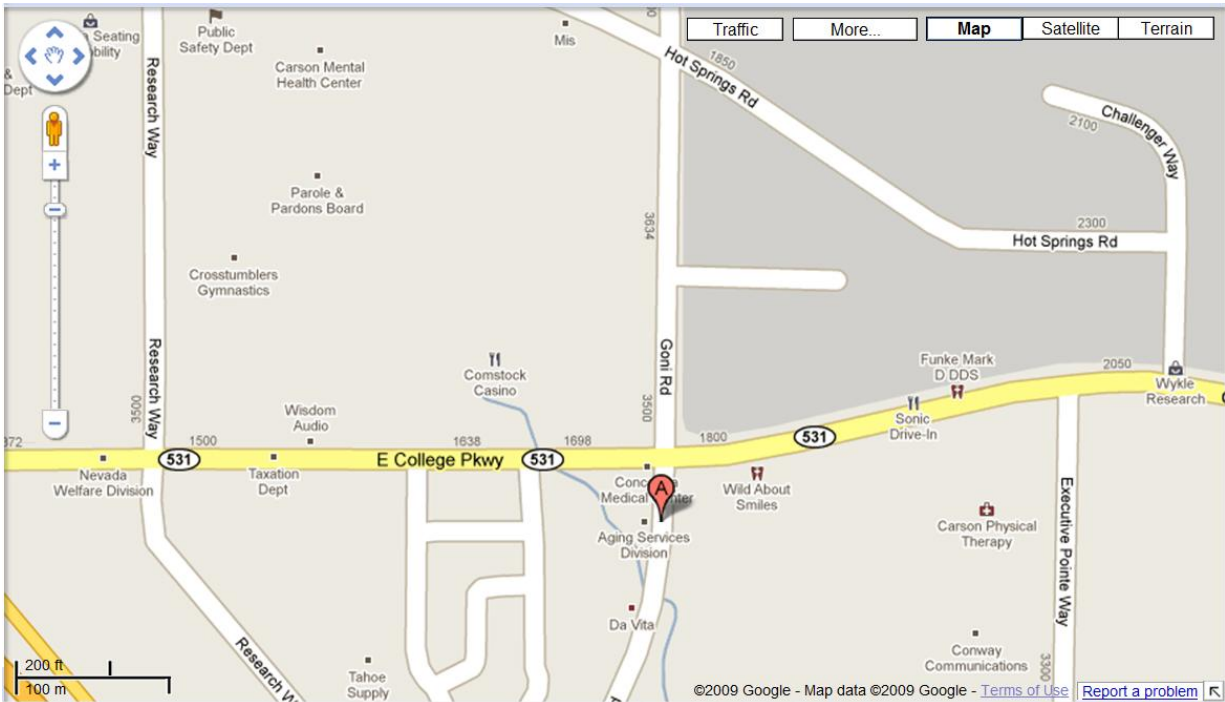 Traffic
More...
Map
Satellite
Terrain
Seating
bility
&
Dept
Public
Safety Dept
Carson Mental
Health Center
Mis
Hot Springs Rd
1850
Challenger Way
2100
Research Way
Parole &
Pardons Board
3634
2300
Hot Springs Rd
Crosstumblers
Gymnastics
Research Way
3500
Comstock
Casino
Goni Rd
3500
Funke Mark
D DDS
2050
Wykle
Research
Sonic
Drive-In
Wisdom
Audio
372
1500
1638
1698
1800
531
E College Pkwy
531
531
Nevada
Welfare Division
Taxation
Dept
Medical
A
Wild About
Smiles
Aging Services
Division
Carson Physical
Therapy
Executive Pointe Way
Da Vita
Research W
Tahoe
Supply
Conway
Communications
3300
200 ft
100 m
©2009 Google - Map data ©2009 Google - Terms of Use
Report a problem